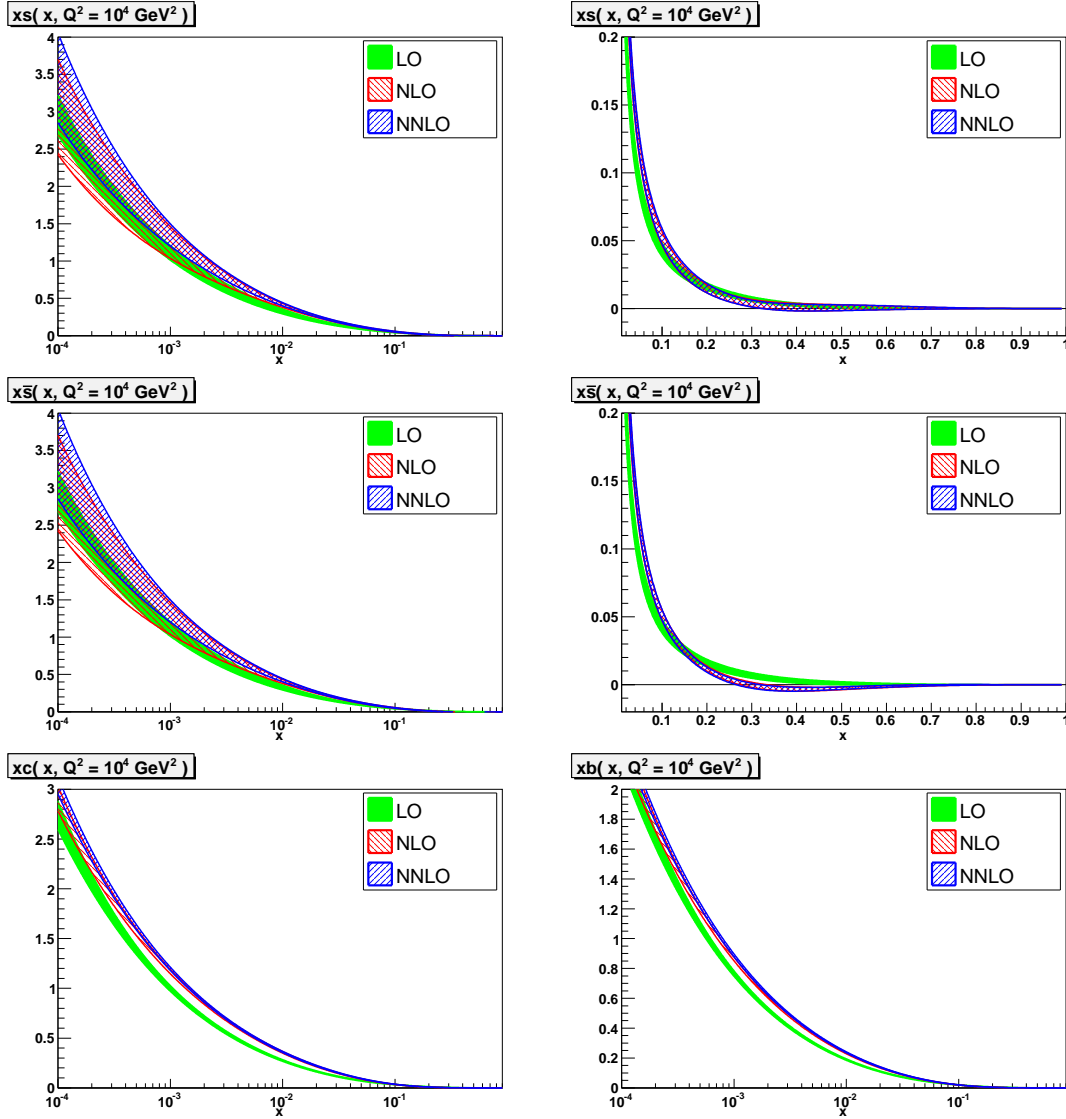 xs( x, Q² = 10⁴ GeV² )
4
3.5
3
2.5
2
1.5
1
0.5
0
10⁻⁴
10⁻³
10⁻²
10⁻¹
x
LO
NLO
NNLO
xs( x, Q² = 10⁴ GeV² )
0.2
0.15
0.1
0.05
0
0.1
0.2
0.3
0.4
0.5
0.6
0.7
0.8
0.9
1
x
LO
NLO
NNLO
xs̅( x, Q² = 10⁴ GeV² )
4
3.5
3
2.5
2
1.5
1
0.5
0
10⁻⁴
10⁻³
10⁻²
10⁻¹
x
LO
NLO
NNLO
xs̅( x, Q² = 10⁴ GeV² )
0.2
0.15
0.1
0.05
0
0.1
0.2
0.3
0.4
0.5
0.6
0.7
0.8
0.9
1
x
LO
NLO
NNLO
xc( x, Q² = 10⁴ GeV² )
3
2.5
2
1.5
1
0.5
0
10⁻⁴
10⁻³
10⁻²
10⁻¹
x
LO
NLO
NNLO
xb( x, Q² = 10⁴ GeV² )
2
1.8
1.6
1.4
1.2
1
0.8
0.6
0.4
0.2
0
10⁻⁴
10⁻³
10⁻²
10⁻¹
x
LO
NLO
NNLO